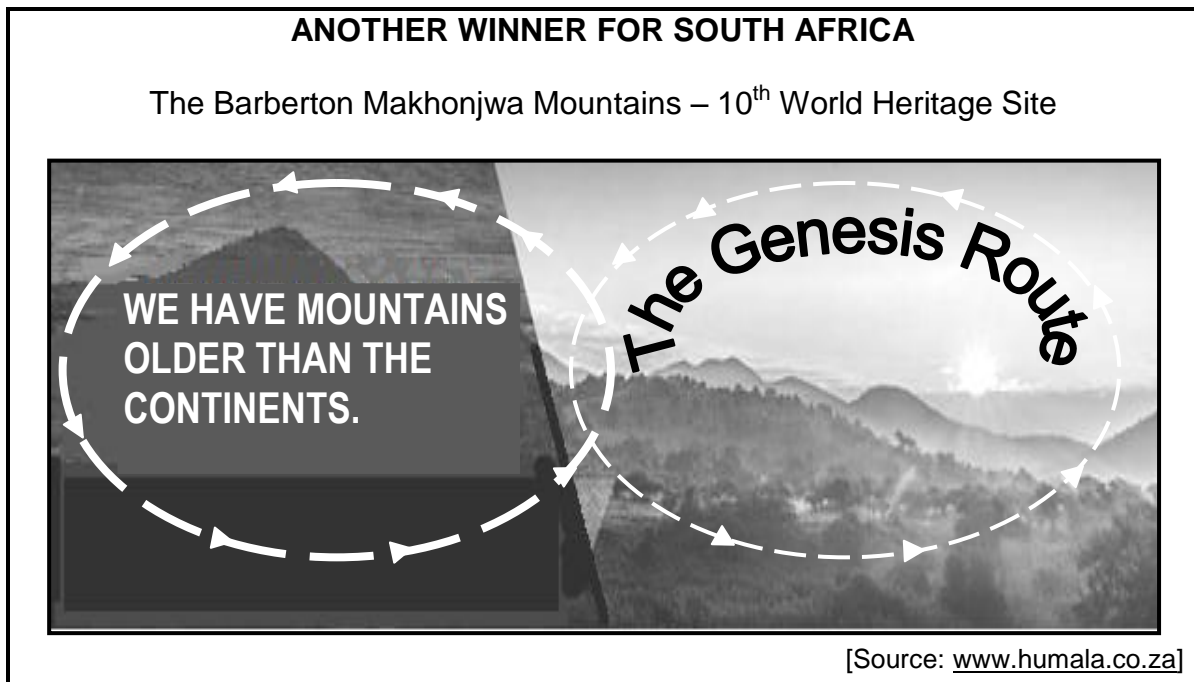 ANOTHER WINNER FOR SOUTH AFRICA
The Barberton Makhonjwa Mountains – 10th World Heritage Site
WE HAVE MOUNTAINS
OLDER THAN THE
CONTINENTS.
The Genesis Route
[Source: www.humala.co.za]